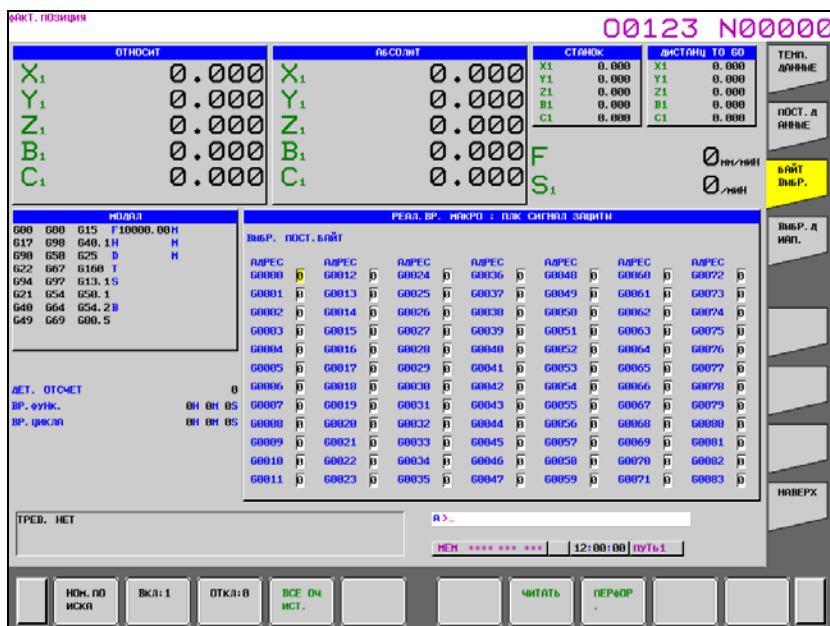 ФАКТ. ПОЗИЦИЯ
O0123 N00000
ОТНОСИТ
X1 0.000
Y1 0.000
Z1 0.000
B1 0.000
C1 0.000
АБСОЛЮТ
X1 0.000
Y1 0.000
Z1 0.000
B1 0.000
C1 0.000
СТАНОК
X1 0.000
Y1 0.000
Z1 0.000
B1 0.000
C1 0.000
ДИСТАНЦ TO GO
X1 0.000
Y1 0.000
Z1 0.000
B1 0.000
C1 0.000
F 0 ММ/МИН
S1 0 /МИН
МОДАЛ
G00 G80 G15 F10000.00 M
G17 G98 G40.1 H M
G90 G50 G25 D M
G22 G67 G160 T
G94 G97 G13.1 S
G21 G54 G50.1
G40 G64 G54.2 B
G49 G69 G80.5
ДЕТ. ОТСЧЕТ 0
ВР. ФУНК. 0H 0M 0S
ВР. ЦИКЛА 0H 0M 0S
РЕАЛ. ВР. МАКРО : ПЛК СИГНАЛ ЗАЩИТЫ
ВЫБР. ПОСТ. БАЙТ
АДРЕС АДРЕС АДРЕС АДРЕС АДРЕС АДРЕС АДРЕС
G0000 0 G0012 0 G0024 0 G0036 0 G0048 0 G0060 0 G0072 0
G0001 0 G0013 0 G0025 0 G0037 0 G0049 0 G0061 0 G0073 0
G0002 0 G0014 0 G0026 0 G0038 0 G0050 0 G0062 0 G0074 0
G0003 0 G0015 0 G0027 0 G0039 0 G0051 0 G0063 0 G0075 0
G0004 0 G0016 0 G0028 0 G0040 0 G0052 0 G0064 0 G0076 0
G0005 0 G0017 0 G0029 0 G0041 0 G0053 0 G0065 0 G0077 0
G0006 0 G0018 0 G0030 0 G0042 0 G0054 0 G0066 0 G0078 0
G0007 0 G0019 0 G0031 0 G0043 0 G0055 0 G0067 0 G0079 0
G0008 0 G0020 0 G0032 0 G0044 0 G0056 0 G0068 0 G0080 0
G0009 0 G0021 0 G0033 0 G0045 0 G0057 0 G0069 0 G0081 0
G0010 0 G0022 0 G0034 0 G0046 0 G0058 0 G0070 0 G0082 0
G0011 0 G0023 0 G0035 0 G0047 0 G0059 0 G0071 0 G0083 0
ТРЕВ. НЕТ
A>_
MEM **** *** *** 12:00:00 ПУТЬ1
ТЕМП.
ДАННЫЕ
ПОСТ. Д
АННЫЕ
БАЙТ
ВЫБР.
ВЫБР. Д
ИАП.
НАВЕРХ
НОМ. ПО
ИСКА
ВКЛ:1
ОТКЛ:0
ВСЕ ОЧ
ИСТ.
ЧИТАТЬ
ПЕРФОР
.